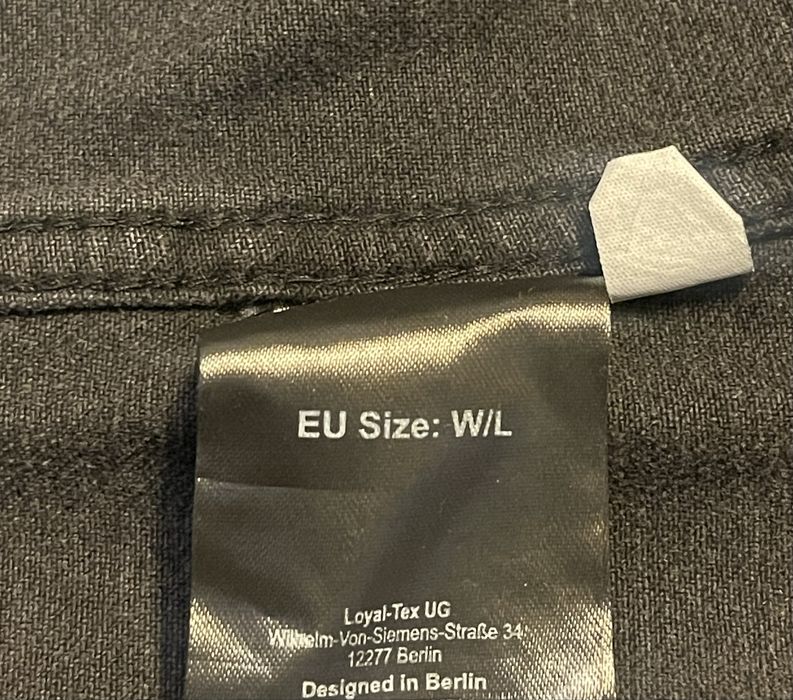 EU Size: W/L
Loyal-Tex UG
Wilhelm-Von-Siemens-Straße 34
12277 Berlin
Designed in Berlin